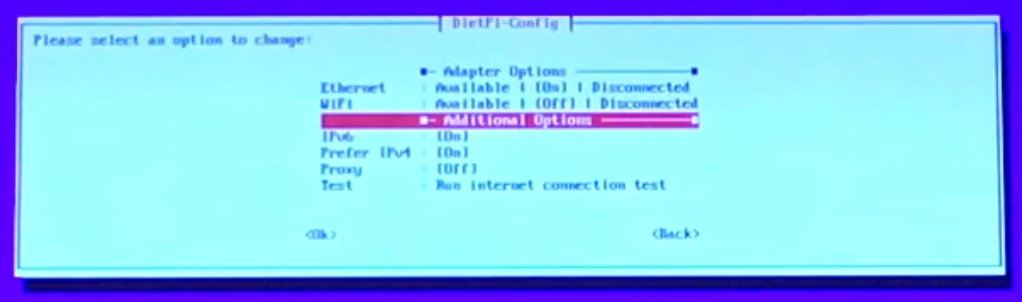 DietPi-Config
Please select an option to change:
Adapter Options
Ethernet : Available | [On] | Disconnected
WiFi : Available | [Off] | Disconnected
Additional Options
IPv6 : [On]
Prefer IPv4 : [On]
Proxy : [Off]
Test : Run internet connection test
<Ok> <Back>